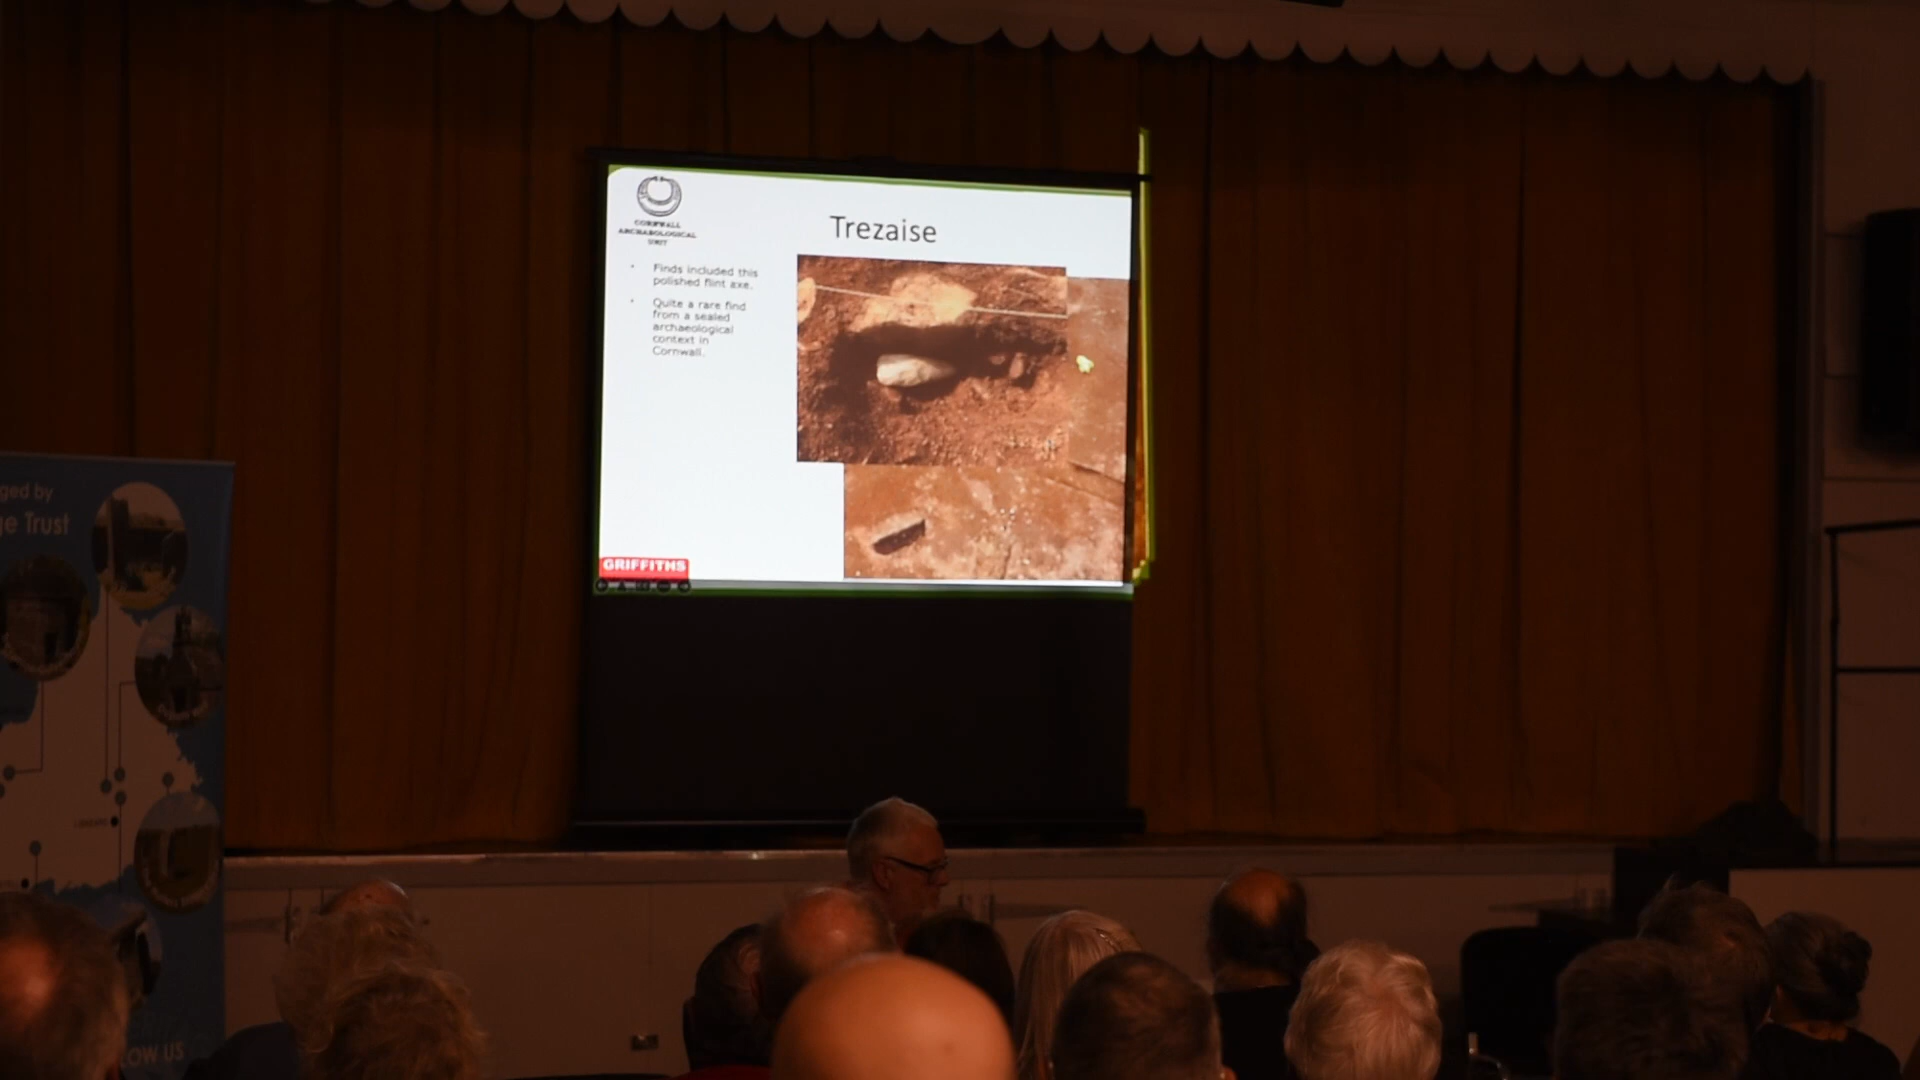 CORNWALL
ARCHAEOLOGICAL
UNIT
Trezaise
• Finds included this
polished flint axe.
• Quite a rare find
from a sealed
archaeological
context in
Cornwall.
GRIFFITHS
ged by
ge Trust
OW US